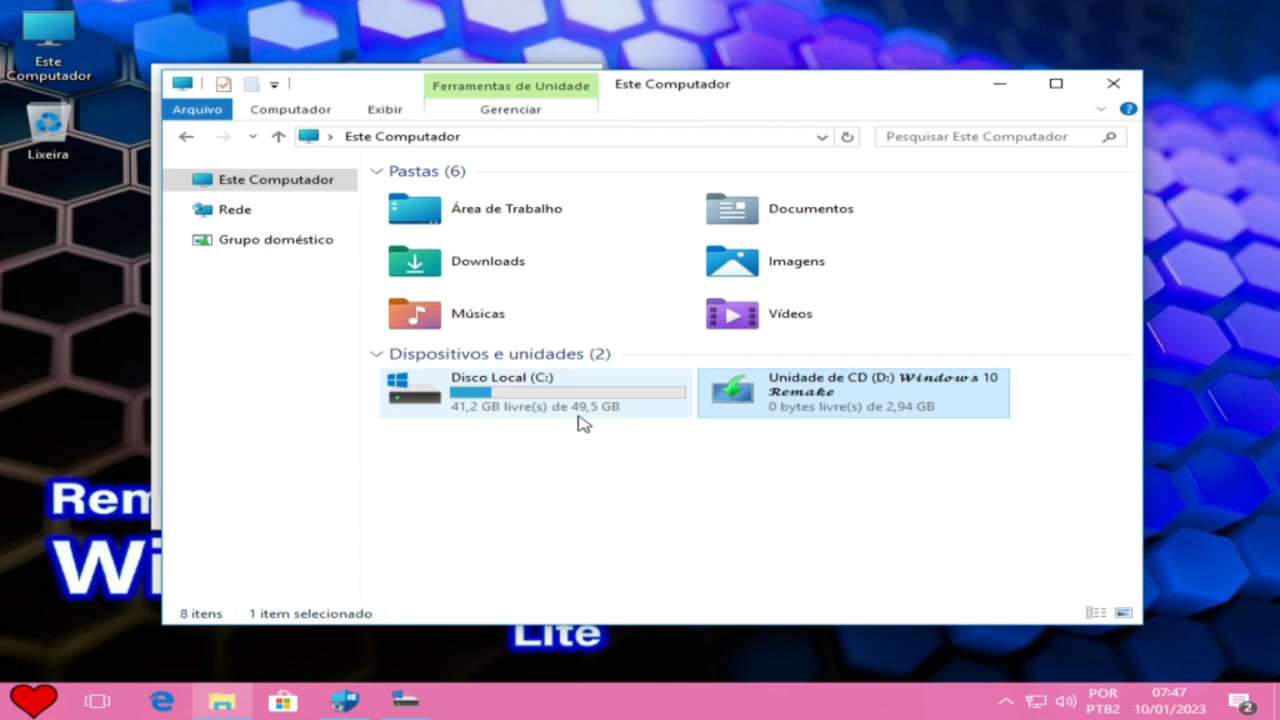 Este
Computador
Lixeira
Ferramentas de Unidade
Este Computador
Arquivo
Computador
Exibir
Gerenciar
Este Computador
Pesquisar Este Computador
Este Computador
Rede
Grupo doméstico
Pastas (6)
Área de Trabalho
Documentos
Downloads
Imagens
Músicas
Vídeos
Dispositivos e unidades (2)
Disco Local (C:)
41,2 GB livre(s) de 49,5 GB
Unidade de CD (D:) Windows 10
Remake
0 bytes livre(s) de 2,94 GB
8 itens
1 item selecionado
Rem
Wi
Lite
POR
PTB2
07:47
10/01/2023
2